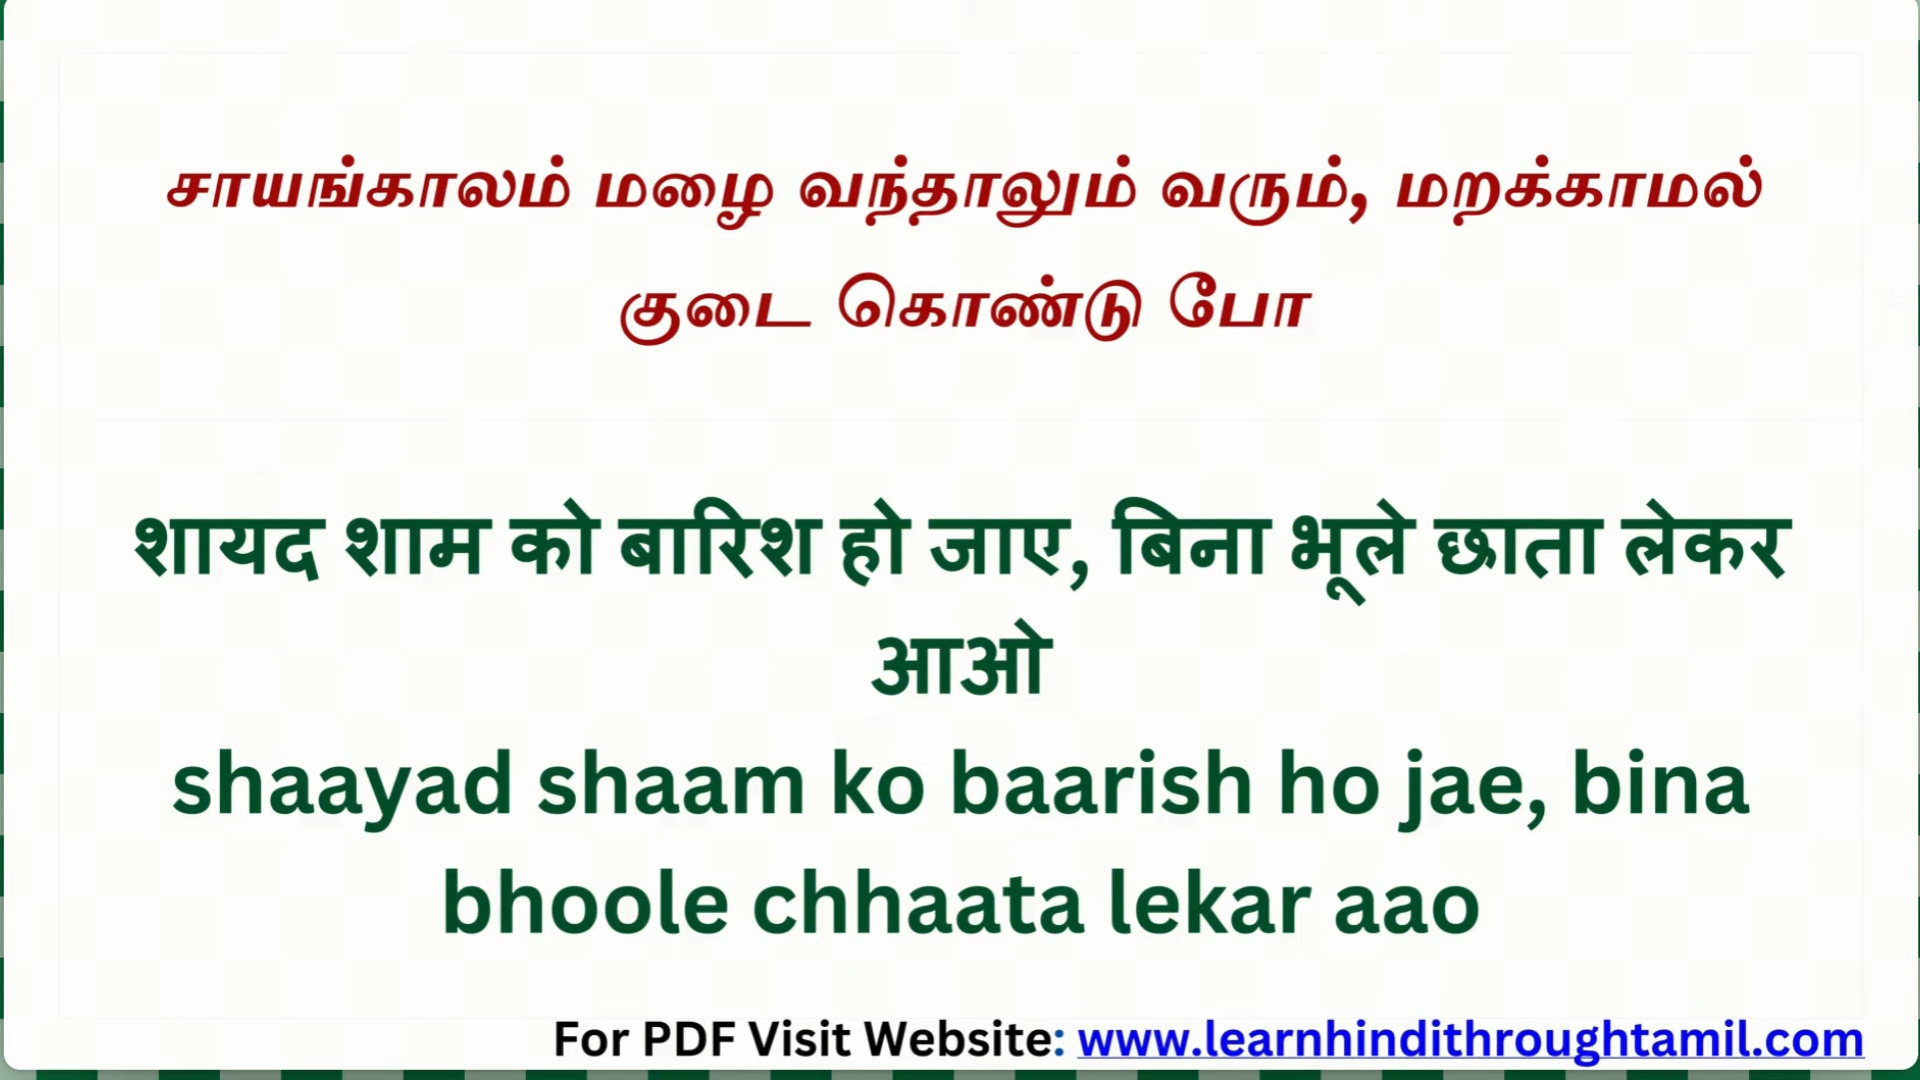 சாயங்காலம் மழை வந்தாலும் வரும், மறக்காமல்
குடை கொண்டு போ
शायद शाम को बारिश हो जाए, बिना भूले छाता लेकर
आओ
shaayad shaam ko baarish ho jae, bina
bhoole chhaata lekar aao
For PDF Visit Website: www.learnhindithroughtamil.com